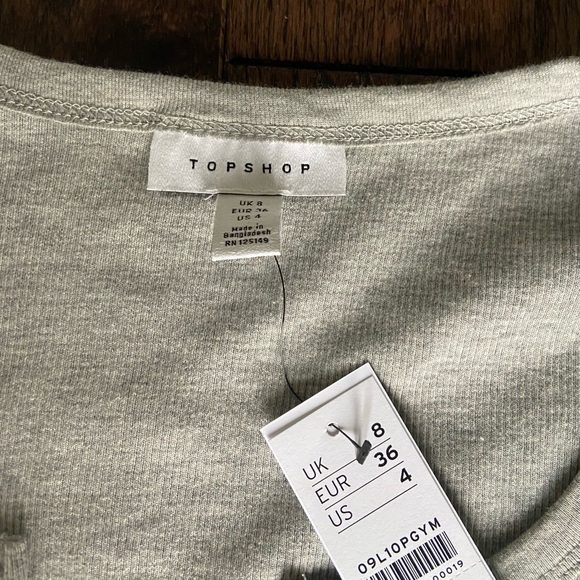 TOPSHOP
UK 8
EUR 36
US 4
Made in
Bangladesh
RN 125149
UK 8
EUR 36
US 4
09L10PGYM
00019